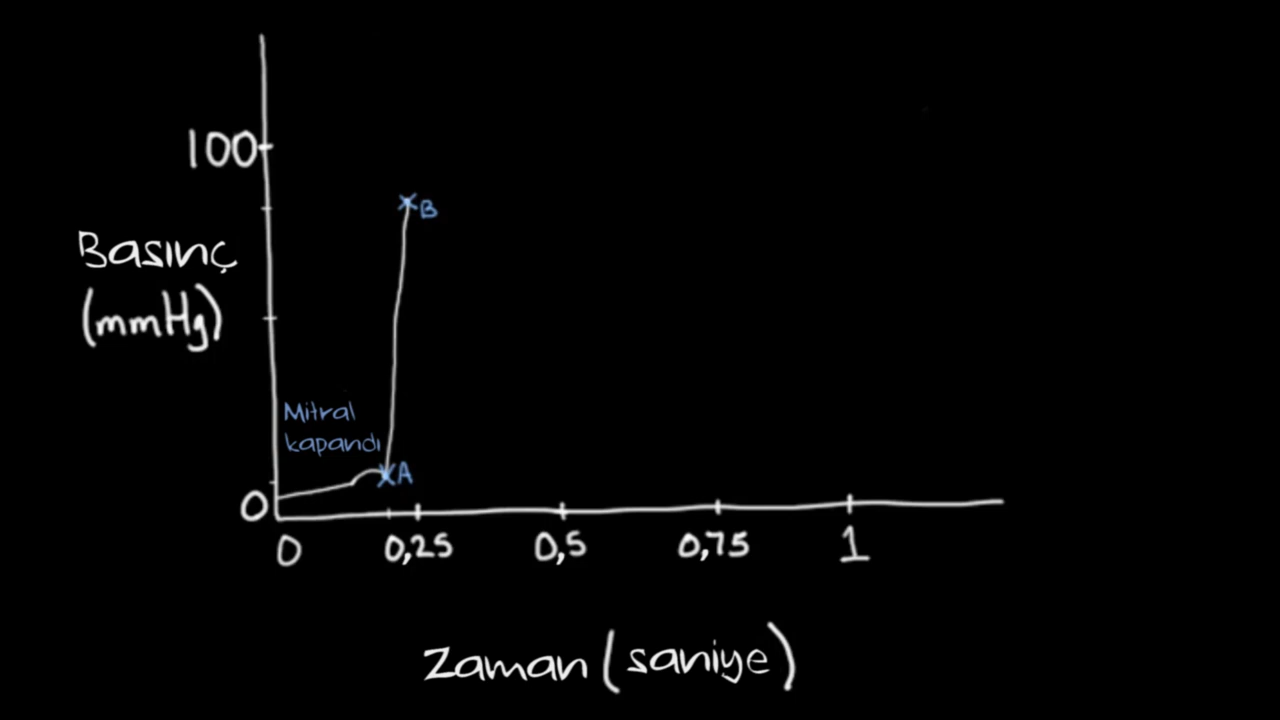 100
B
Basınç
(mmHg)
Mitral
kapandı
A
0
0 0,25 0,5 0,75 1
Zaman (saniye)